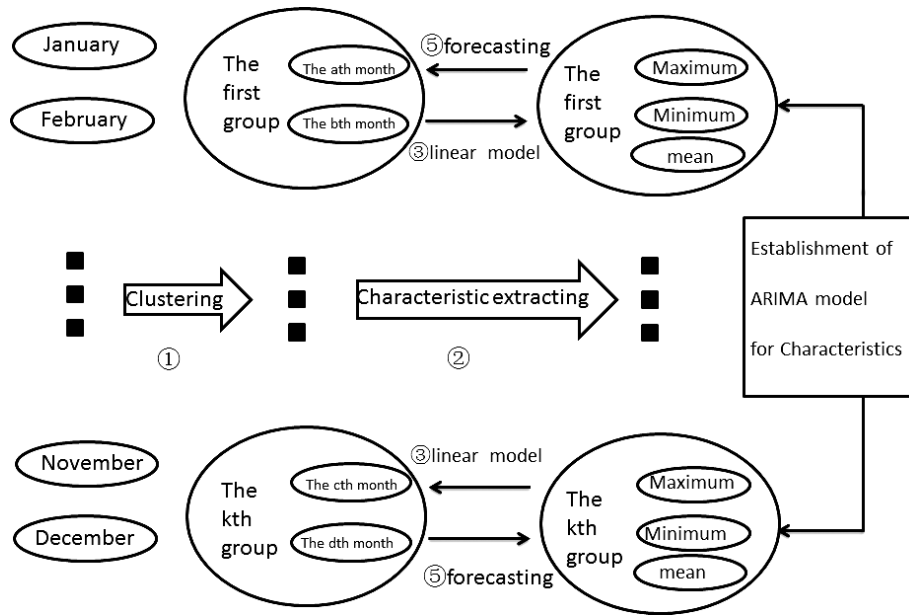 January
February
The
first
group
The ath month
The bth month
⑤forecasting
③linear model
The
first
group
Maximum
Minimum
mean
Clustering
①
Characteristic extracting
②
Establishment of
ARIMA model
for Characteristics
November
December
The
kth
group
The cth month
The dth month
③linear model
⑤forecasting
The
kth
group
Maximum
Minimum
mean